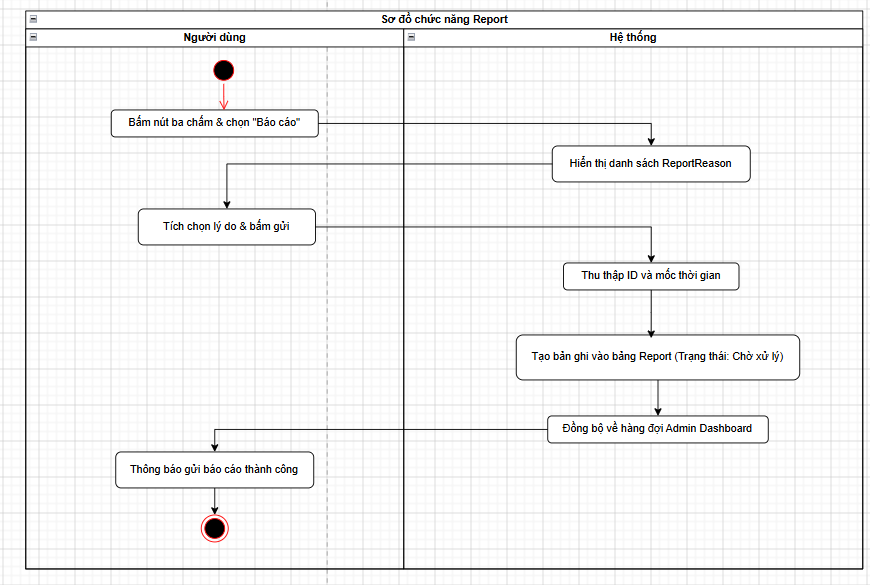 Sơ đồ chức năng Report
Người dùng
Hệ thống
Bấm nút ba chấm & chọn "Báo cáo"
Hiển thị danh sách ReportReason
Tích chọn lý do & bấm gửi
Thu thập ID và mốc thời gian
Tạo bản ghi vào bảng Report (Trạng thái: Chờ xử lý)
Đồng bộ về hàng đợi Admin Dashboard
Thông báo gửi báo cáo thành công